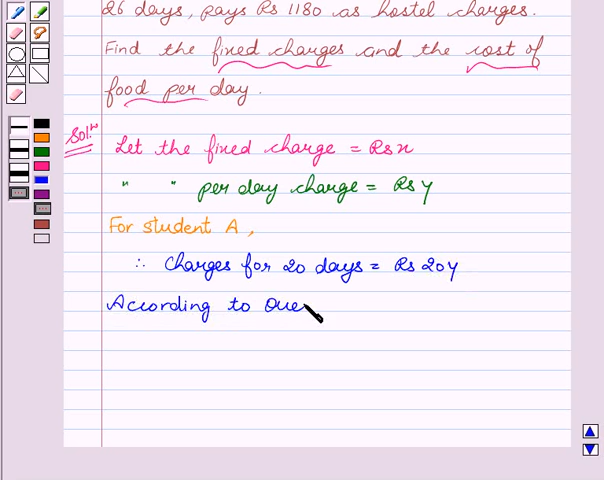 26 days, pays Rs 1180 as hostel charges.
Find the fixed charges and the cost of
food per day.
Sol:ⁿ Let the fixed charge = Rs x
" " per day charge = Rs y
For student A,
∴ Charges for 20 days = Rs 20y
According to Que